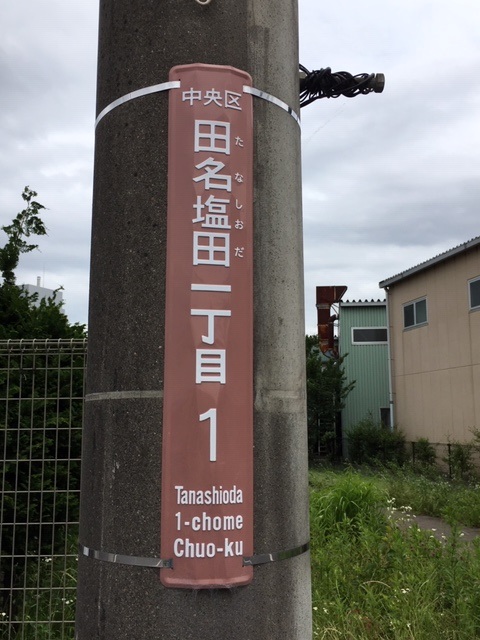 中央区
田名塩田一丁目
たなしおだ
1
Tanashioda
1-chome
Chuo-ku